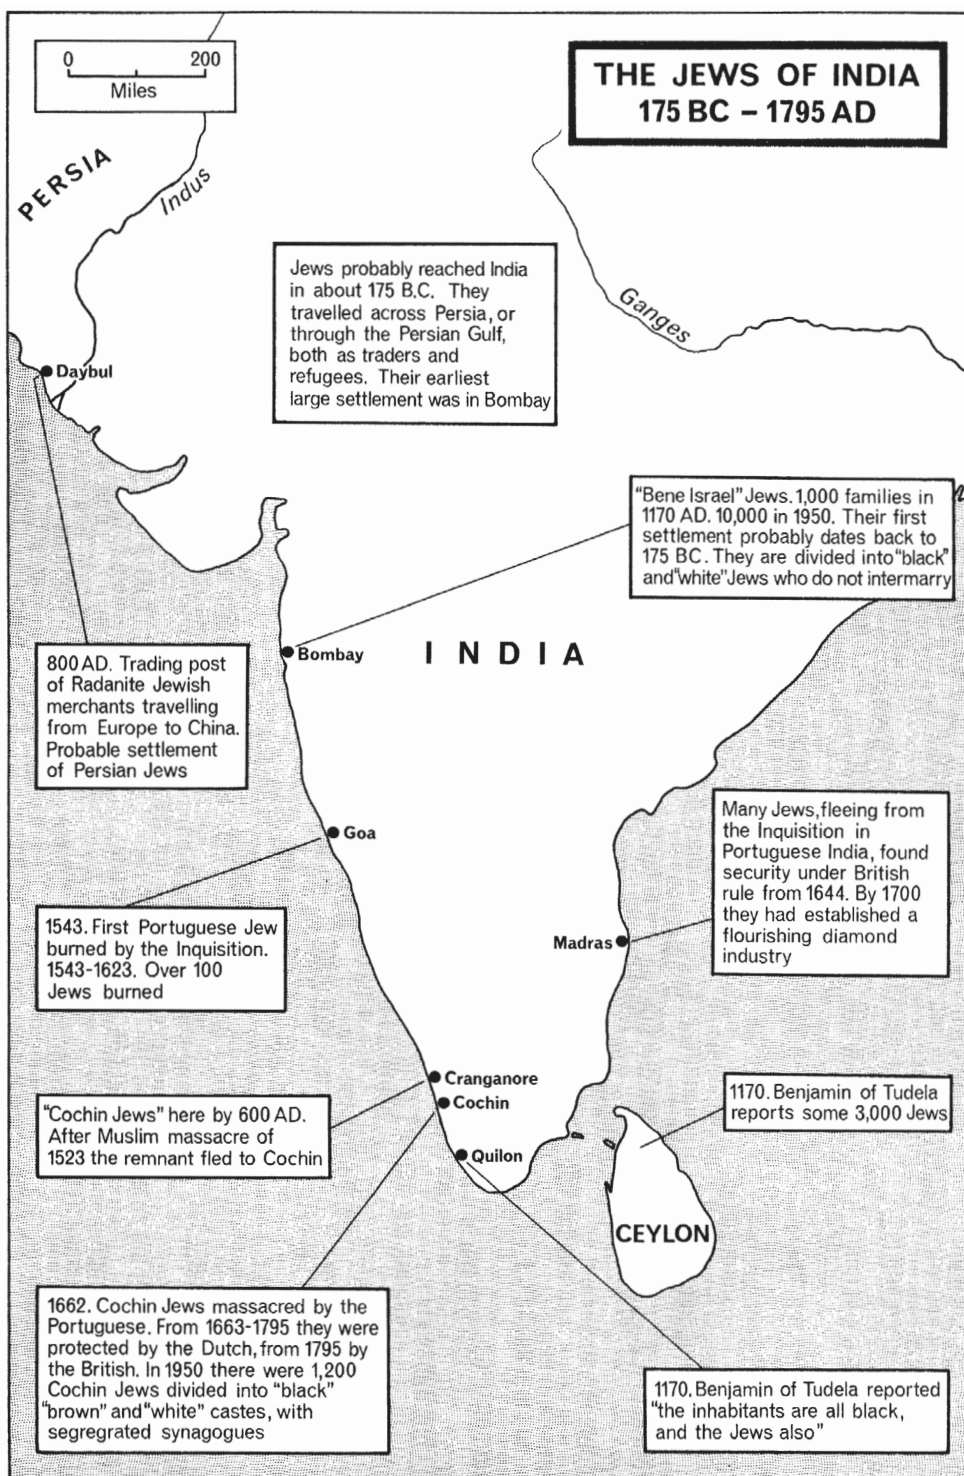 0 200
Miles
THE JEWS OF INDIA
175 BC – 1795 AD
PERSIA
Indus
Jews probably reached India
in about 175 B.C. They
travelled across Persia, or
through the Persian Gulf,
both as traders and
refugees. Their earliest
large settlement was in Bombay
Ganges
Daybul
"Bene Israel" Jews. 1,000 families in
1170 AD. 10,000 in 1950. Their first
settlement probably dates back to
175 BC. They are divided into "black"
and "white" Jews who do not intermarry
Bombay
INDIA
800 AD. Trading post
of Radanite Jewish
merchants travelling
from Europe to China.
Probable settlement
of Persian Jews
Goa
Many Jews, fleeing from
the Inquisition in
Portuguese India, found
security under British
rule from 1644. By 1700
they had established a
flourishing diamond
industry
1543. First Portuguese Jew
burned by the Inquisition.
1543-1623. Over 100
Jews burned
Madras
Cranganore
Cochin
"Cochin Jews" here by 600 AD.
After Muslim massacre of
1523 the remnant fled to Cochin
1170. Benjamin of Tudela
reports some 3,000 Jews
Quilon
CEYLON
1662. Cochin Jews massacred by the
Portuguese. From 1663-1795 they were
protected by the Dutch, from 1795 by
the British. In 1950 there were 1,200
Cochin Jews divided into "black"
"brown" and "white" castes, with
segregrated synagogues
1170. Benjamin of Tudela reported
"the inhabitants are all black,
and the Jews also"